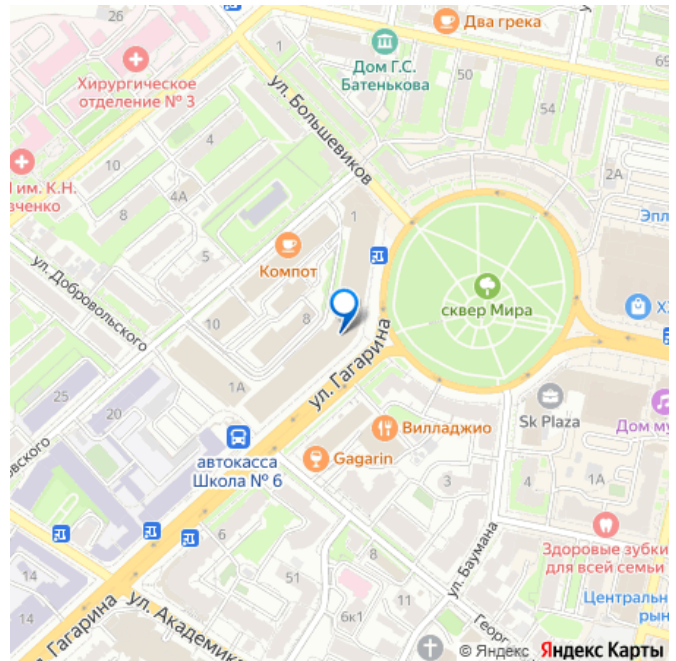 26
Два грека
1
Дом Г.С.
Батенькова
69
Хирургическое
отделение № 3
50
ул. Большевиков
54
4
10
2А
им. К.Н.
4А
8
1
Эпл
5
Компот
ул. Добровольского
сквер Мира
10
8
ул. Гагарина
1А
25
20
Вилладжио
Sk Plaza
Дом му
овского
автокасса
Школа № 6
Gagarin
3
4
1А
6
8
ул. Баумана
Здоровые зубки
для всей семьи
14
51
11
14
6к1
Центральн
рын
Георг
ул. Гагарина
ул. Академика
© Яндекс Яндекс Карты